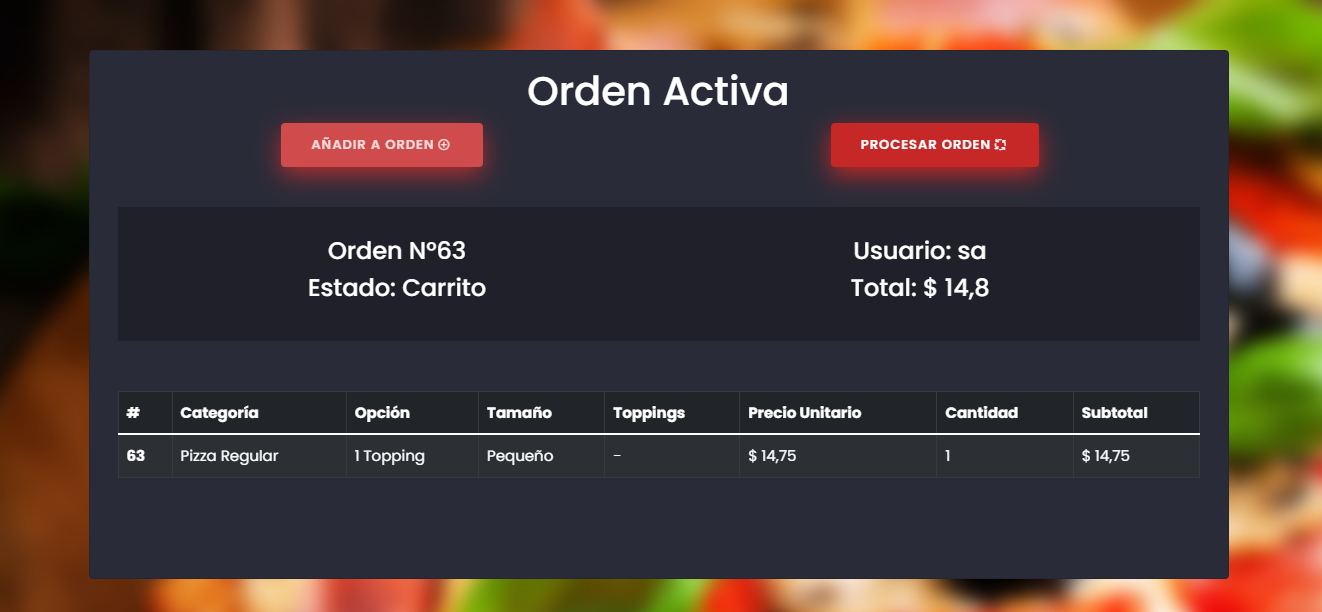 Orden Activa
AÑADIR A ORDEN
PROCESAR ORDEN
Orden N°63
Usuario: sa
Estado: Carrito
Total: $ 14,8
# Categoría Opción Tamaño Toppings Precio Unitario Cantidad Subtotal
63 Pizza Regular 1 Topping Pequeño - $ 14,75 1 $ 14,75